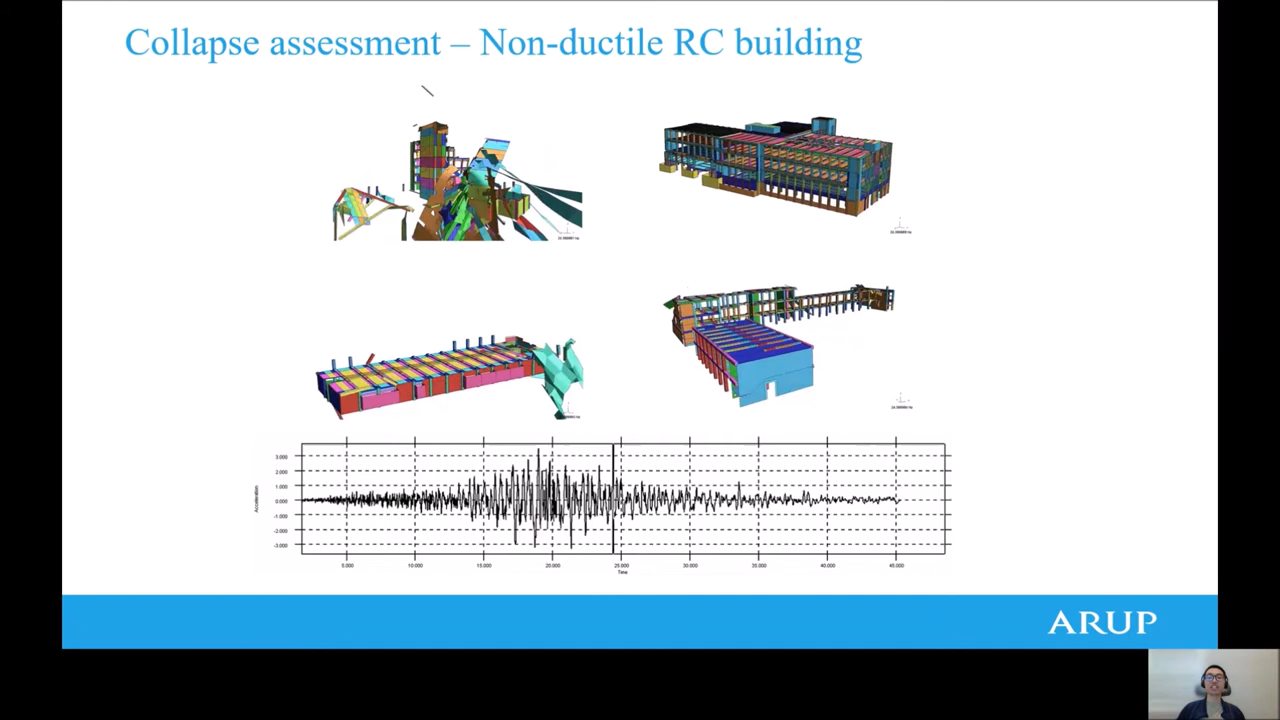 Collapse assessment – Non-ductile RC building
3.000
2.000
1.000
0.000
-1.000
-2.000
-3.000
Acceleration
5.000 10.000 15.000 20.000 25.000 30.000 35.000 40.000 45.000
Time
ARUP